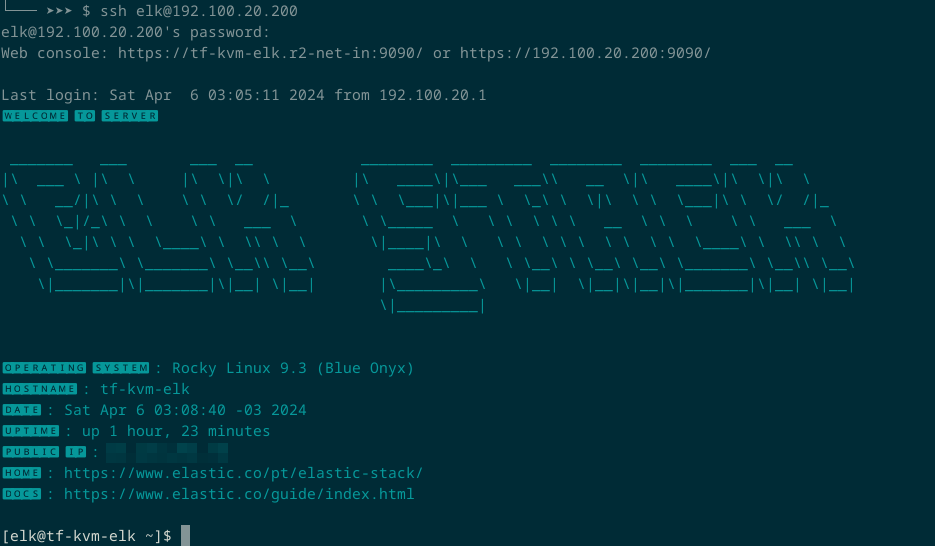 └── ➤➤➤ $ ssh elk@192.100.20.200
elk@192.100.20.200's password:
Web console: https://tf-kvm-elk.r2-net-in:9090/ or https://192.100.20.200:9090/
Last login: Sat Apr  6 03:05:11 2024 from 192.100.20.1
WELCOME TO SERVER
ELK STACK
OPERATING SYSTEM : Rocky Linux 9.3 (Blue Onyx)
HOSTNAME : tf-kvm-elk
DATE : Sat Apr 6 03:08:40 -03 2024
UPTIME : up 1 hour, 23 minutes
PUBLIC IP :
HOME : https://www.elastic.co/pt/elastic-stack/
DOCS : https://www.elastic.co/guide/index.html
[elk@tf-kvm-elk ~]$